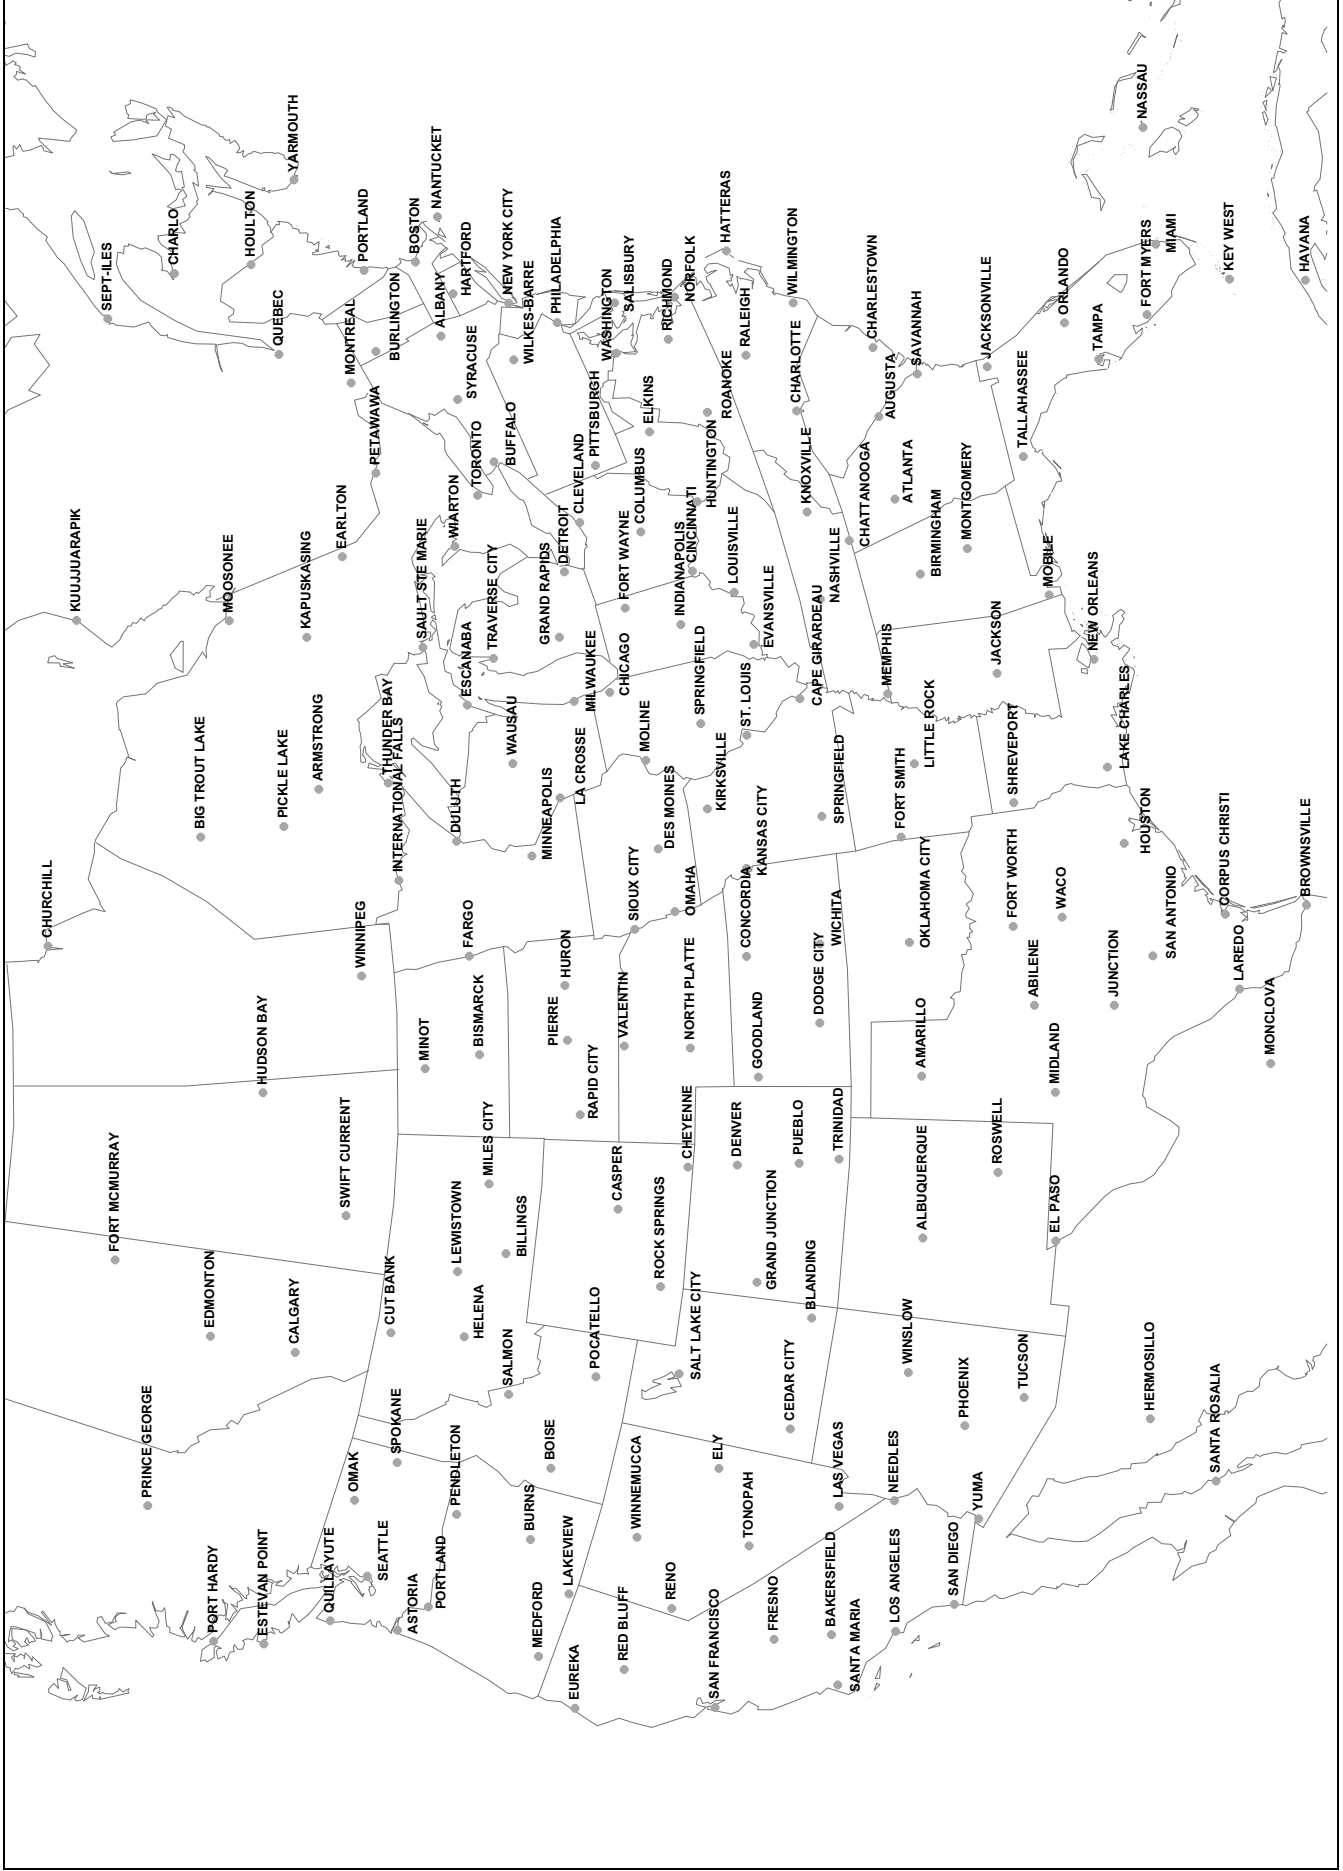 CHURCHILL
KUUJJUARAPIK
SEPT-ILES
FORT MCMURRAY
PRINCE GEORGE
CHARLO
BIG TROUT LAKE
EDMONTON
PORT HARDY
MOOSONEE
HOULTON
HUDSON BAY
ESTEVAN POINT
QUEBEC
PICKLE LAKE
CALGARY
YARMOUTH
KAPUSKASING
ARMSTRONG
QUILLAYUTE
EARLTON
SWIFT CURRENT
MONTREAL
OMAK
WINNIPEG
PORTLAND
SEATTLE
PETAWAWA
BURLINGTON
THUNDER BAY
CUT BANK
INTERNATIONAL FALLS
SPOKANE
ASTORIA
BOSTON
SAULT STE MARIE
MINOT
NANTUCKET
ALBANY
PORTLAND
WIARTON
DULUTH
LEWISTOWN
PENDLETON
HARTFORD
SYRACUSE
ESCANABA
FARGO
TORONTO
BISMARCK
HELENA
MILES CITY
TRAVERSE CITY
NEW YORK CITY
BUFFALO
WAUSAU
BILLINGS
SALMON
WILKES-BARRE
BURNS
MINNEAPOLIS
MEDFORD
PHILADELPHIA
GRAND RAPIDS
BOISE
PIERRE
DETROIT
HURON
LAKEVIEW
CLEVELAND
LA CROSSE
EUREKA
MILWAUKEE
RAPID CITY
PITTSBURGH
POCATELLO
WASHINGTON
SALISBURY
CHICAGO
FORT WAYNE
VALENTIN
CASPER
RED BLUFF
SIOUX CITY
WINNEMUCCA
COLUMBUS
MOLINE
ELKINS
RICHMOND
DES MOINES
ROCK SPRINGS
RENO
NORFOLK
INDIANAPOLIS
CINCINNATI
OMAHA
NORTH PLATTE
CHEYENNE
SALT LAKE CITY
HUNTINGTON
SPRINGFIELD
HATTERAS
ROANOKE
KIRKSVILLE
ELY
SAN FRANCISCO
RALEIGH
LOUISVILLE
ST. LOUIS
DENVER
CONCORDIA
KANSAS CITY
TONOPAH
EVANSVILLE
GOODLAND
GRAND JUNCTION
FRESNO
WILMINGTON
CHARLOTTE
PUEBLO
CEDAR CITY
KNOXVILLE
CAPE GIRARDEAU
BLANDING
DODGE CITY
NASHVILLE
SPRINGFIELD
WICHITA
TRINIDAD
LAS VEGAS
BAKERSFIELD
SANTA MARIA
CHATTANOOGA
CHARLESTOWN
MEMPHIS
AUGUSTA
NEEDLES
LOS ANGELES
ATLANTA
FORT SMITH
WINSLOW
SAVANNAH
LITTLE ROCK
OKLAHOMA CITY
AMARILLO
ALBUQUERQUE
BIRMINGHAM
SAN DIEGO
MONTGOMERY
PHOENIX
YUMA
JACKSONVILLE
JACKSON
ROSWELL
SHREVEPORT
FORT WORTH
TALLAHASSEE
TUCSON
ABILENE
MOBILE
MIDLAND
EL PASO
ORLANDO
WACO
NEW ORLEANS
TAMPA
JUNCTION
LAKE CHARLES
HOUSTON
NASSAU
FORT MYERS
HERMOSILLO
MIAMI
SAN ANTONIO
SANTA ROSALIA
KEY WEST
CORPUS CHRISTI
LAREDO
MONCLOVA
HAVANA
BROWNSVILLE